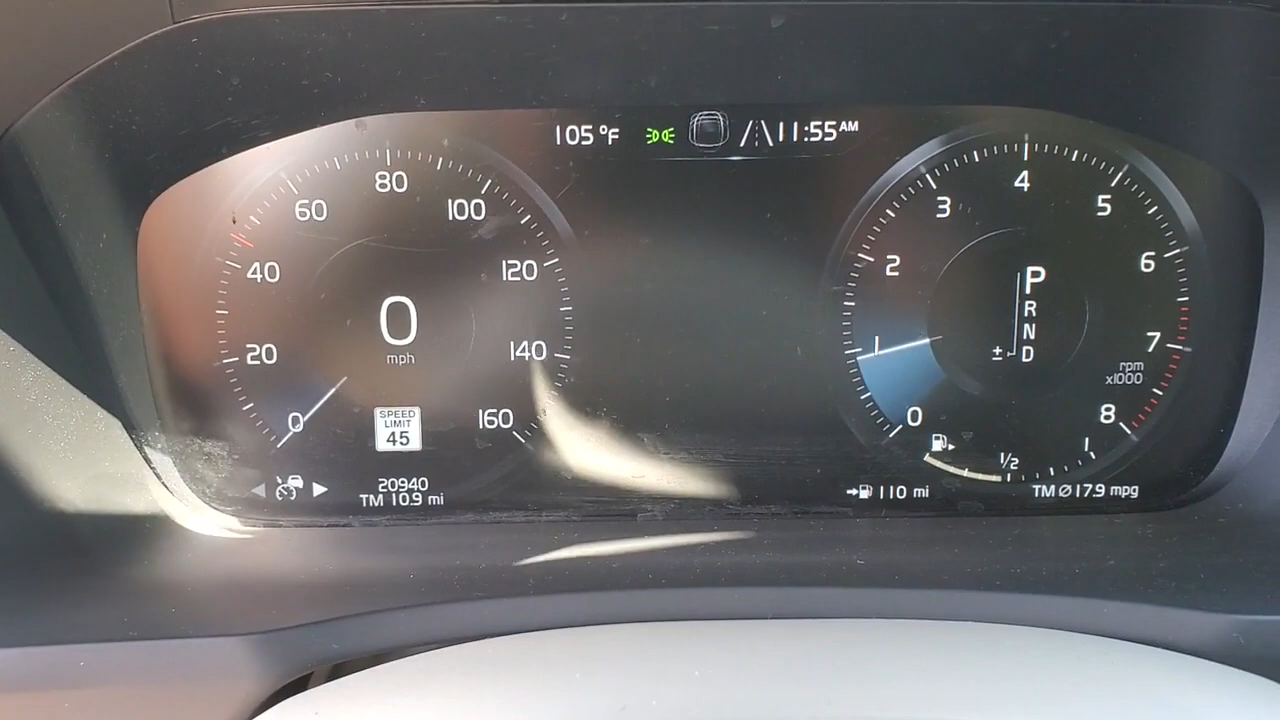 105 °F
11:55 AM
80
60
100
40
120
20
140
0
160
0
mph
SPEED
LIMIT
45
20940
TM 10.9 mi
4
3
5
2
6
1
7
0
8
P
R
N
± D
rpm
x1000
1/2
1
110 mi
TM Ø 17.9 mpg